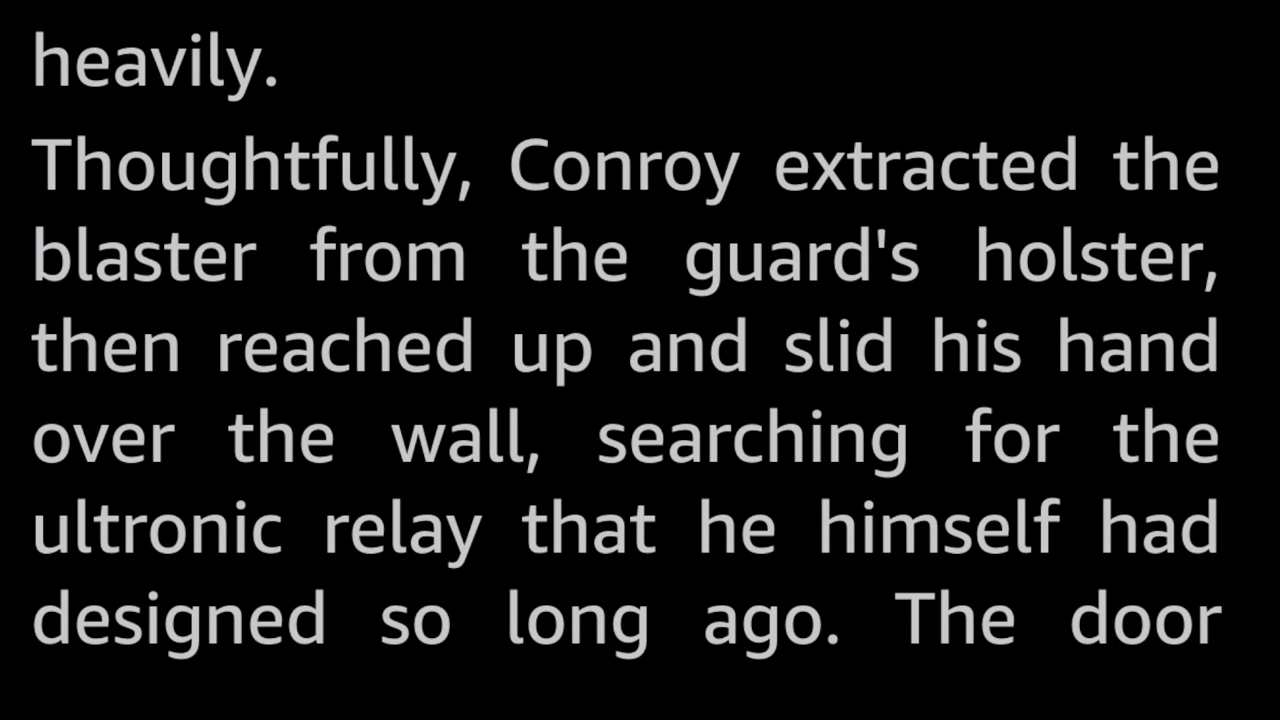 heavily.
Thoughtfully, Conroy extracted the
blaster from the guard's holster,
then reached up and slid his hand
over the wall, searching for the
ultronic relay that he himself had
designed so long ago. The door